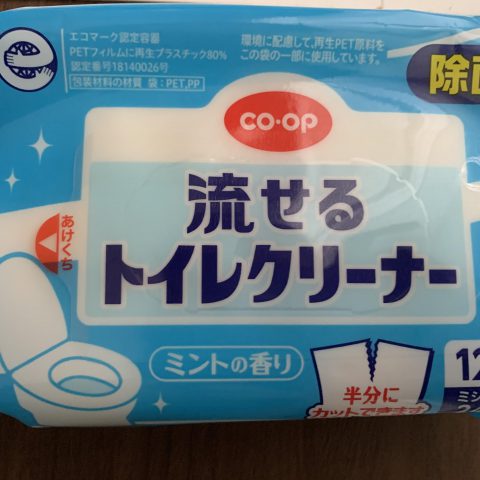 エコマーク認定容器
PETフィルムに再生プラスチック80%
認定番号18140026号
包装材料の材質 袋：PET,PP
環境に配慮して、再生PET原料を
この袋の一部に使用しています。
除菌
CO·OP
流せる
トイレクリーナー
あけくち
ミントの香り
半分に
カットできます
12
ミシ